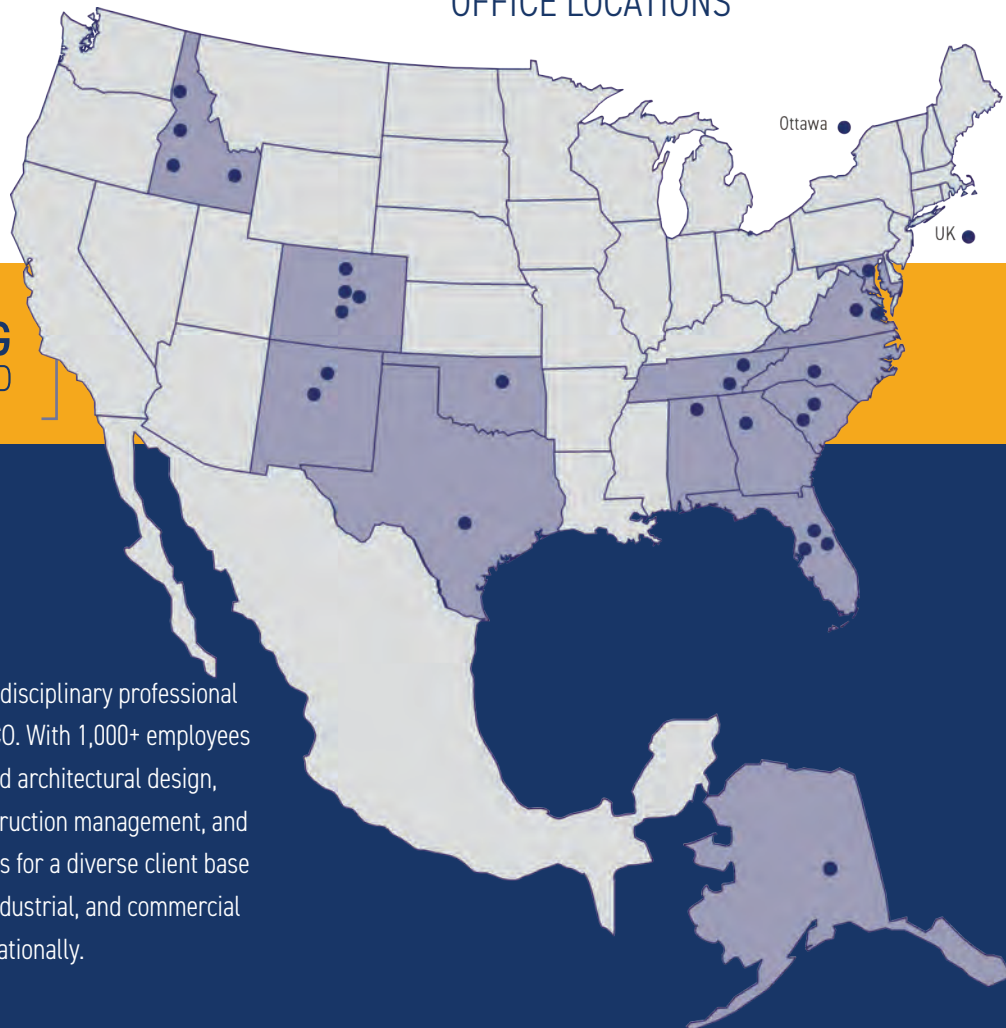 OFFICE LOCATIONS
Ottawa
UK
G
D
disciplinary professional
O. With 1,000+ employees
d architectural design,
ruction management, and
s for a diverse client base
dustrial, and commercial
ationally.